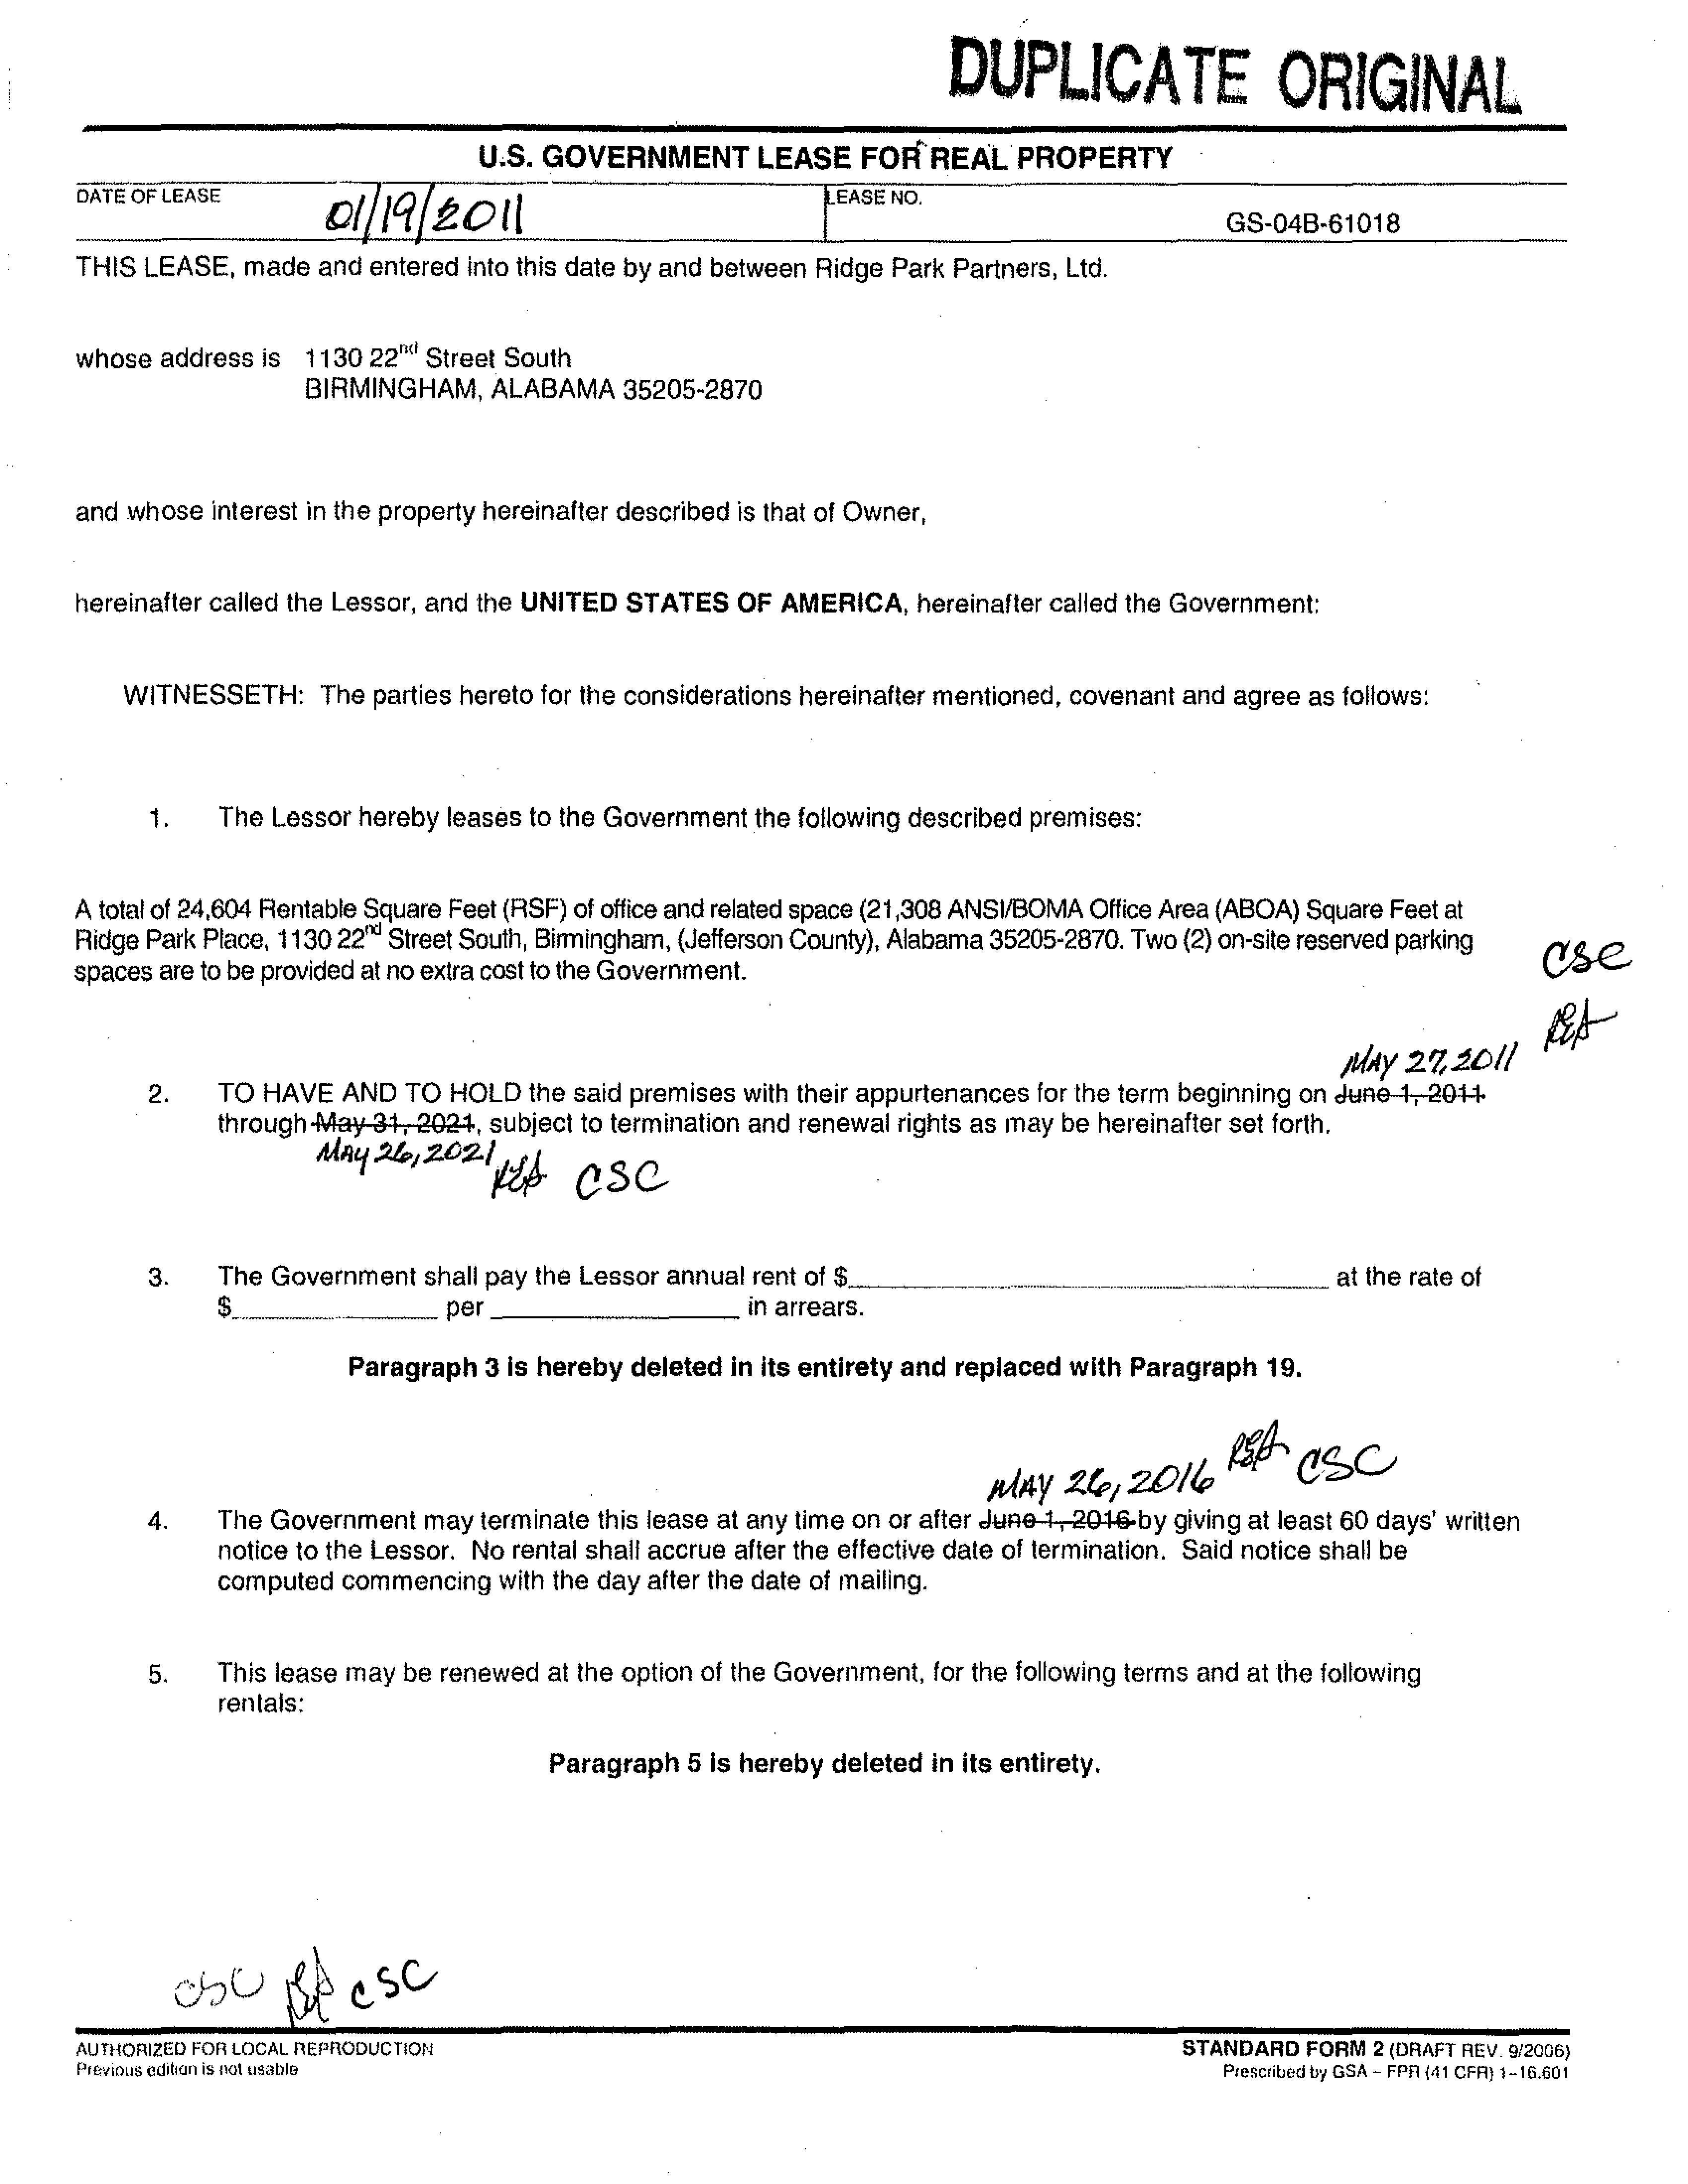 DUPLICATE ORIGINAL
U.S. GOVERNMENT LEASE FOR REAL PROPERTY
DATE OF LEASE
01/19/2011
LEASE NO.
GS-04B-61018
THIS LEASE, made and entered into this date by and between Ridge Park Partners, Ltd.
whose address is 1130 22nd Street South
BIRMINGHAM, ALABAMA 35205-2870
and whose interest in the property hereinafter described is that of Owner,
hereinafter called the Lessor, and the UNITED STATES OF AMERICA, hereinafter called the Government:
WITNESSETH: The parties hereto for the considerations hereinafter mentioned, covenant and agree as follows:
1. The Lessor hereby leases to the Government the following described premises:
A total of 24,604 Rentable Square Feet (RSF) of office and related space (21,308 ANSI/BOMA Office Area (ABOA) Square Feet at
Ridge Park Place, 1130 22nd Street South, Birmingham, (Jefferson County), Alabama 35205-2870. Two (2) on-site reserved parking
spaces are to be provided at no extra cost to the Government.
CSC
MAY 27, 2011
2. TO HAVE AND TO HOLD the said premises with their appurtenances for the term beginning on June 1, 2011
through May 31, 2021, subject to termination and renewal rights as may be hereinafter set forth.
MAY 26, 2021 CSC
3. The Government shall pay the Lessor annual rent of $ at the rate of
$ per in arrears.
Paragraph 3 is hereby deleted in its entirety and replaced with Paragraph 19.
MAY 26, 2016 CSC
4. The Government may terminate this lease at any time on or after June 1, 2016 by giving at least 60 days' written
notice to the Lessor. No rental shall accrue after the effective date of termination. Said notice shall be
computed commencing with the day after the date of mailing.
5. This lease may be renewed at the option of the Government, for the following terms and at the following
rentals:
Paragraph 5 is hereby deleted in its entirety.
CSC CSC
AUTHORIZED FOR LOCAL REPRODUCTION
Previous edition is not usable
STANDARD FORM 2 (DRAFT REV. 9/2006)
Prescribed by GSA – FPR (41 CFR) 1–16.601